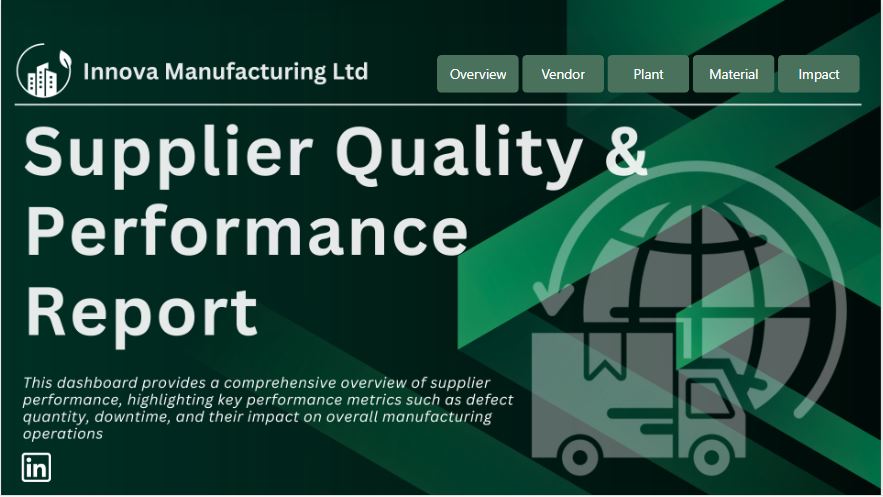 Innova Manufacturing Ltd
Overview
Vendor
Plant
Material
Impact
Supplier Quality &
Performance
Report
This dashboard provides a comprehensive overview of supplier
performance, highlighting key performance metrics such as defect
quantity, downtime, and their impact on overall manufacturing
operations
in